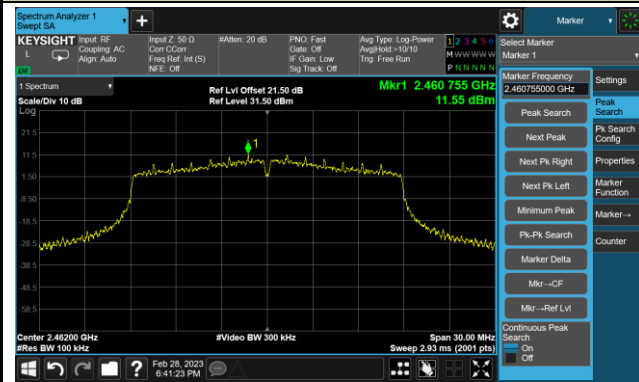 Spectrum Analyzer 1
Swept SA
Marker
KEYSIGHT
Input: RF
Coupling: AC
Align: Auto
Input Z: 50 Ω
Corr CCorr
Freq Ref: Int (S)
NFE: Off
#Atten: 20 dB
PNO: Fast
Gate: Off
IF Gain: Low
Sig Track: Off
Avg Type: Log-Power
Avg|Hold:>10/10
Trig: Free Run
1 2 3 4 5 6
M W W W W W
P N N N N N
L
LXI
1 Spectrum
Scale/Div 10 dB
Log
Ref Lvl Offset 21.50 dB
Ref Level 31.50 dBm
Mkr1 2.460 755 GHz
11.55 dBm
21.5
11.5
1.50
-8.50
-18.5
-28.5
-38.5
-48.5
-58.5
1
Center 2.46200 GHz
#Res BW 100 kHz
#Video BW 300 kHz
Span 30.00 MHz
Sweep 2.93 ms (2001 pts)
Select Marker
Marker 1
Marker Frequency
2.460755000 GHz
Peak Search
Next Peak
Next Pk Right
Next Pk Left
Minimum Peak
Pk-Pk Search
Marker Delta
Mkr→CF
Mkr→Ref Lvl
Continuous Peak
Search
On
Off
Settings
Peak
Search
Pk Search
Config
Properties
Marker
Function
Marker→
Counter
?
Feb 28, 2023
6:41:23 PM